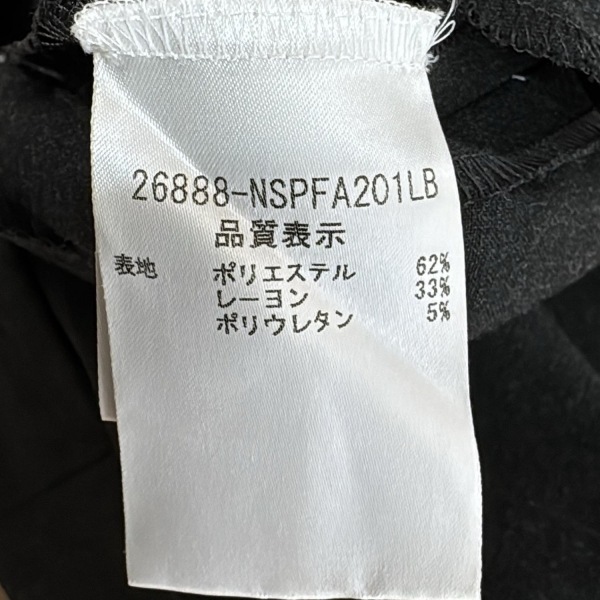 26888-NSPFA201LB
品質表示
表地 ポリエステル 62%
レーヨン 33%
ポリウレタン 5%